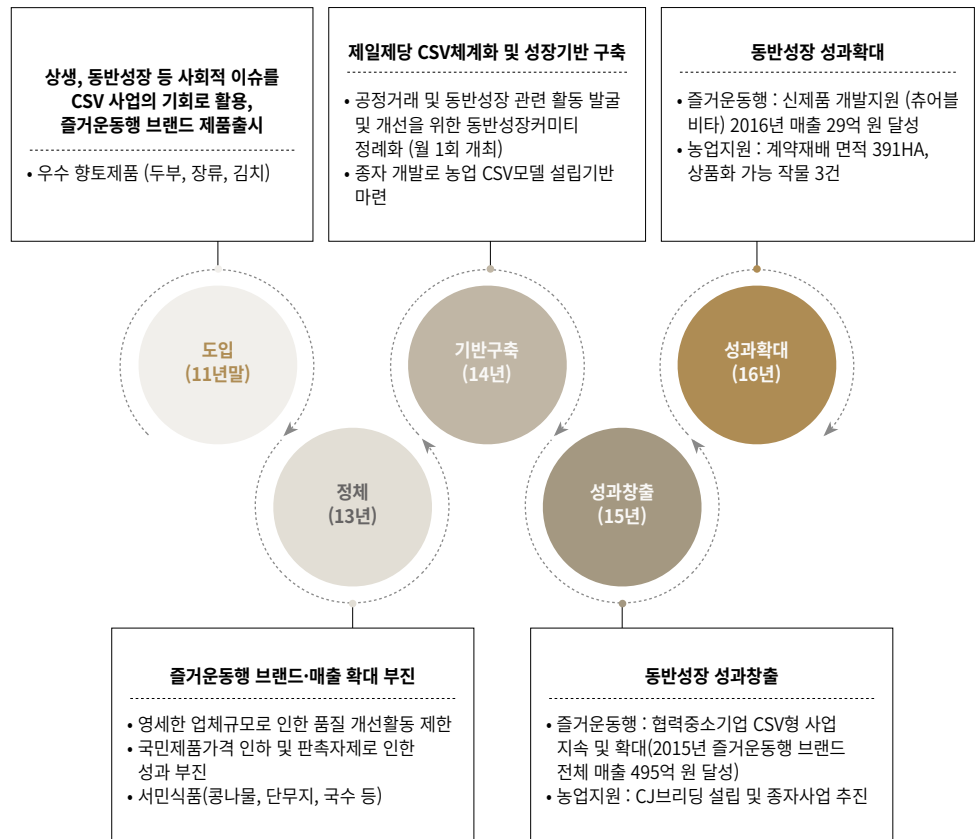 상생, 동반성장 등 사회적 이슈를
CSV 사업의 기회로 활용,
즐거운동행 브랜드 제품출시
• 우수 향토제품 (두부, 장류, 김치)
제일제당 CSV체계화 및 성장기반 구축
• 공정거래 및 동반성장 관련 활동 발굴
및 개선을 위한 동반성장커미티
정례화 (월 1회 개최)
• 종자 개발로 농업 CSV모델 설립기반
마련
동반성장 성과확대
• 즐거운동행 : 신제품 개발지원 (츄어블
비타) 2016년 매출 29억 원 달성
• 농업지원 : 계약재배 면적 391HA,
상품화 가능 작물 3건
도입
(11년말)
기반구축
(14년)
성과확대
(16년)
정체
(13년)
성과창출
(15년)
즐거운동행 브랜드·매출 확대 부진
• 영세한 업체규모로 인한 품질 개선활동 제한
• 국민제품가격 인하 및 판촉자제로 인한
성과 부진
• 서민식품(콩나물, 단무지, 국수 등)
동반성장 성과창출
• 즐거운동행 : 협력중소기업 CSV형 사업
지속 및 확대(2015년 즐거운동행 브랜드
전체 매출 495억 원 달성)
• 농업지원 : CJ브리딩 설립 및 종자사업 추진